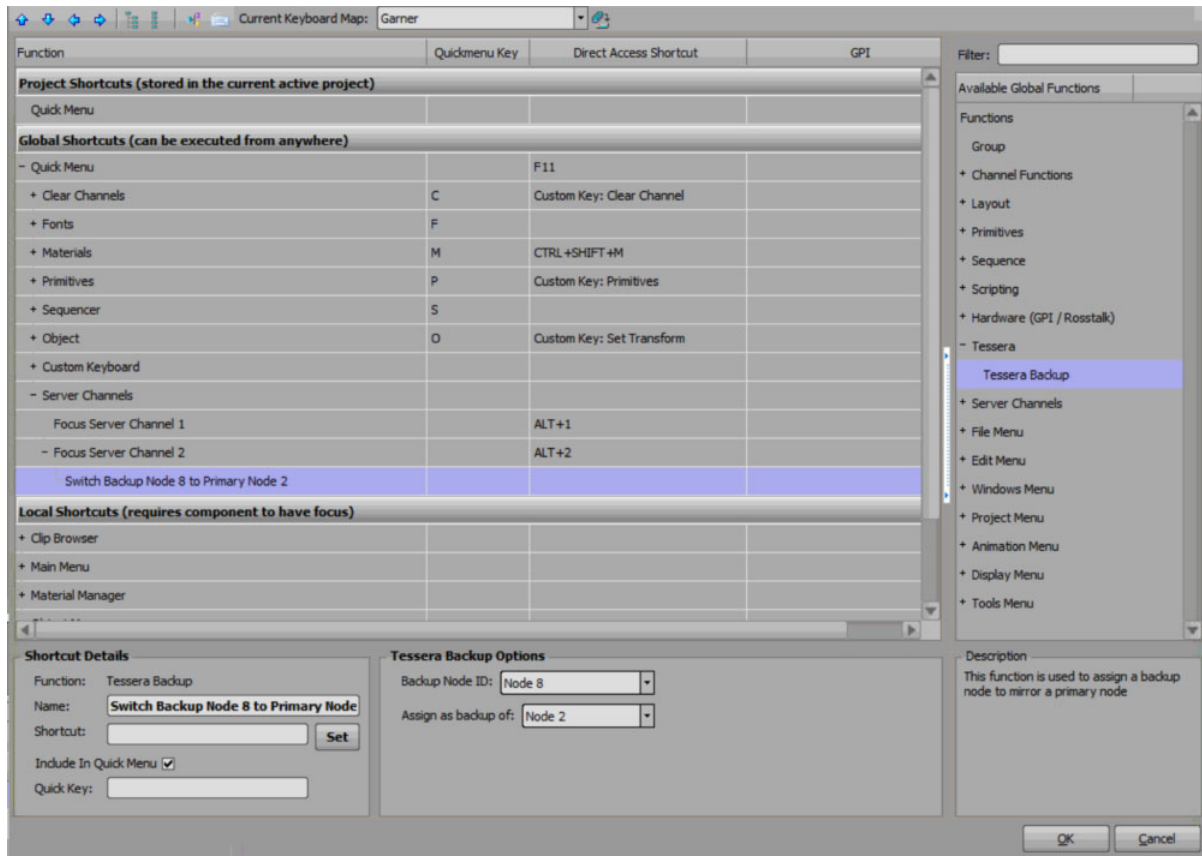 Current Keyboard Map: Garner
Function Quickmenu Key Direct Access Shortcut GPI
Project Shortcuts (stored in the current active project)
Quick Menu
Global Shortcuts (can be executed from anywhere)
- Quick Menu F11
+ Clear Channels C Custom Key: Clear Channel
+ Fonts F
+ Materials M CTRL+SHIFT+M
+ Primitives P Custom Key: Primitives
+ Sequencer S
+ Object O Custom Key: Set Transform
+ Custom Keyboard
- Server Channels
Focus Server Channel 1 ALT+1
- Focus Server Channel 2 ALT+2
Switch Backup Node 8 to Primary Node 2
Local Shortcuts (requires component to have focus)
+ Clip Browser
+ Main Menu
+ Material Manager
Filter:
Available Global Functions
Functions
Group
+ Channel Functions
+ Layout
+ Primitives
+ Sequence
+ Scripting
+ Hardware (GPI / Rosstalk)
- Tessera
Tessera Backup
+ Server Channels
+ File Menu
+ Edit Menu
+ Windows Menu
+ Project Menu
+ Animation Menu
+ Display Menu
+ Tools Menu
Shortcut Details
Function: Tessera Backup
Name: Switch Backup Node 8 to Primary Node
Shortcut: Set
Include In Quick Menu
Quick Key:
Tessera Backup Options
Backup Node ID: Node 8
Assign as backup of: Node 2
Description
This function is used to assign a backup
node to mirror a primary node
OK Cancel